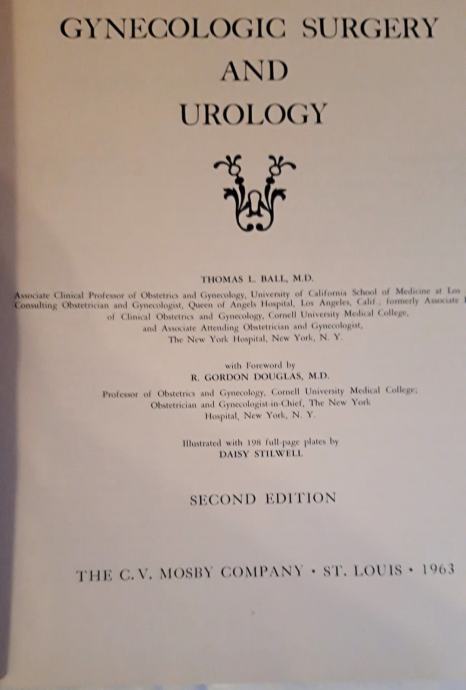 GYNECOLOGIC SURGERY
AND
UROLOGY
THOMAS L. BALL, M.D.
Associate Clinical Professor of Obstetrics and Gynecology, University of California School of Medicine at Los
Consulting Obstetrician and Gynecologist, Queen of Angels Hospital, Los Angeles, Calif.; formerly Associate
of Clinical Obstetrics and Gynecology, Cornell University Medical College,
and Associate Attending Obstetrician and Gynecologist,
The New York Hospital, New York, N. Y.
with Foreword by
R. GORDON DOUGLAS, M.D.
Professor of Obstetrics and Gynecology, Cornell University Medical College;
Obstetrician and Gynecologist-in-Chief, The New York
Hospital, New York, N. Y.
Illustrated with 198 full-page plates by
DAISY STILWELL
SECOND EDITION
THE C. V. MOSBY COMPANY • ST. LOUIS • 1963